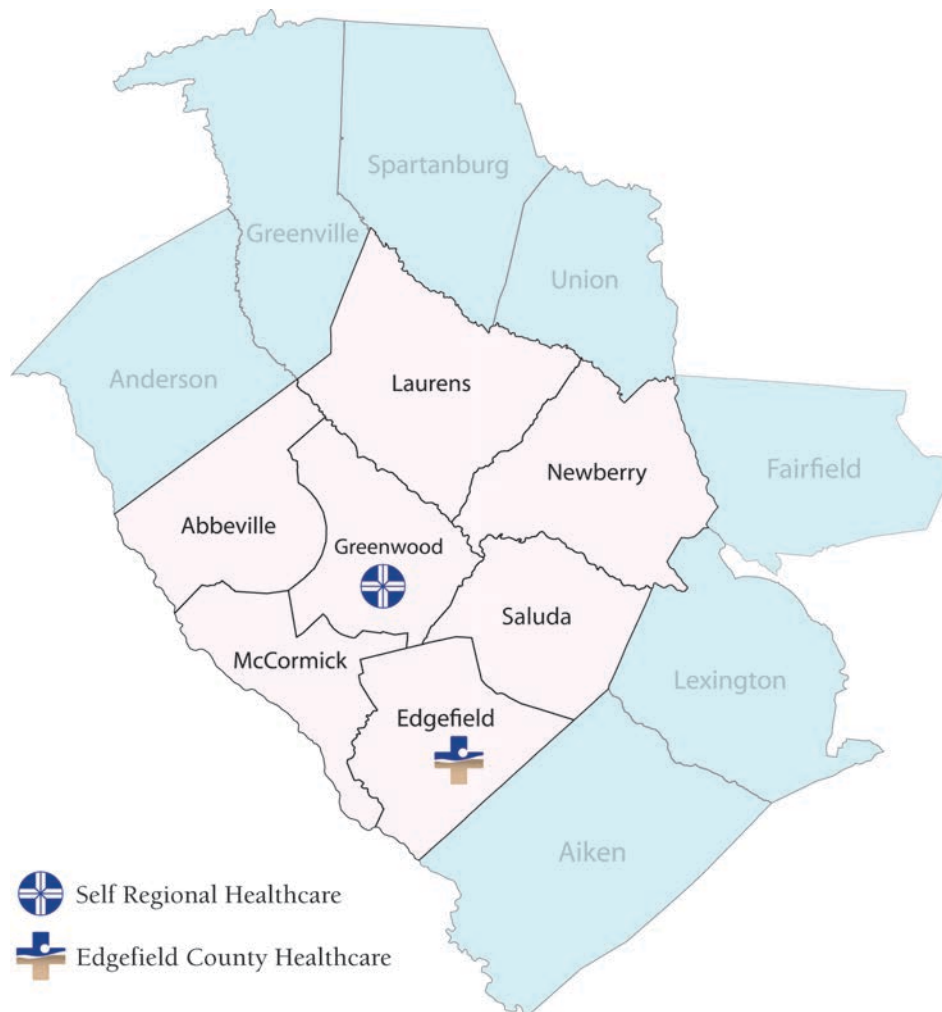 Spartanburg
Greenville
Union
Anderson
Laurens
Newberry
Fairfield
Abbeville
Greenwood
Saluda
McCormick
Lexington
Edgefield
Aiken
Self Regional Healthcare
Edgefield County Healthcare